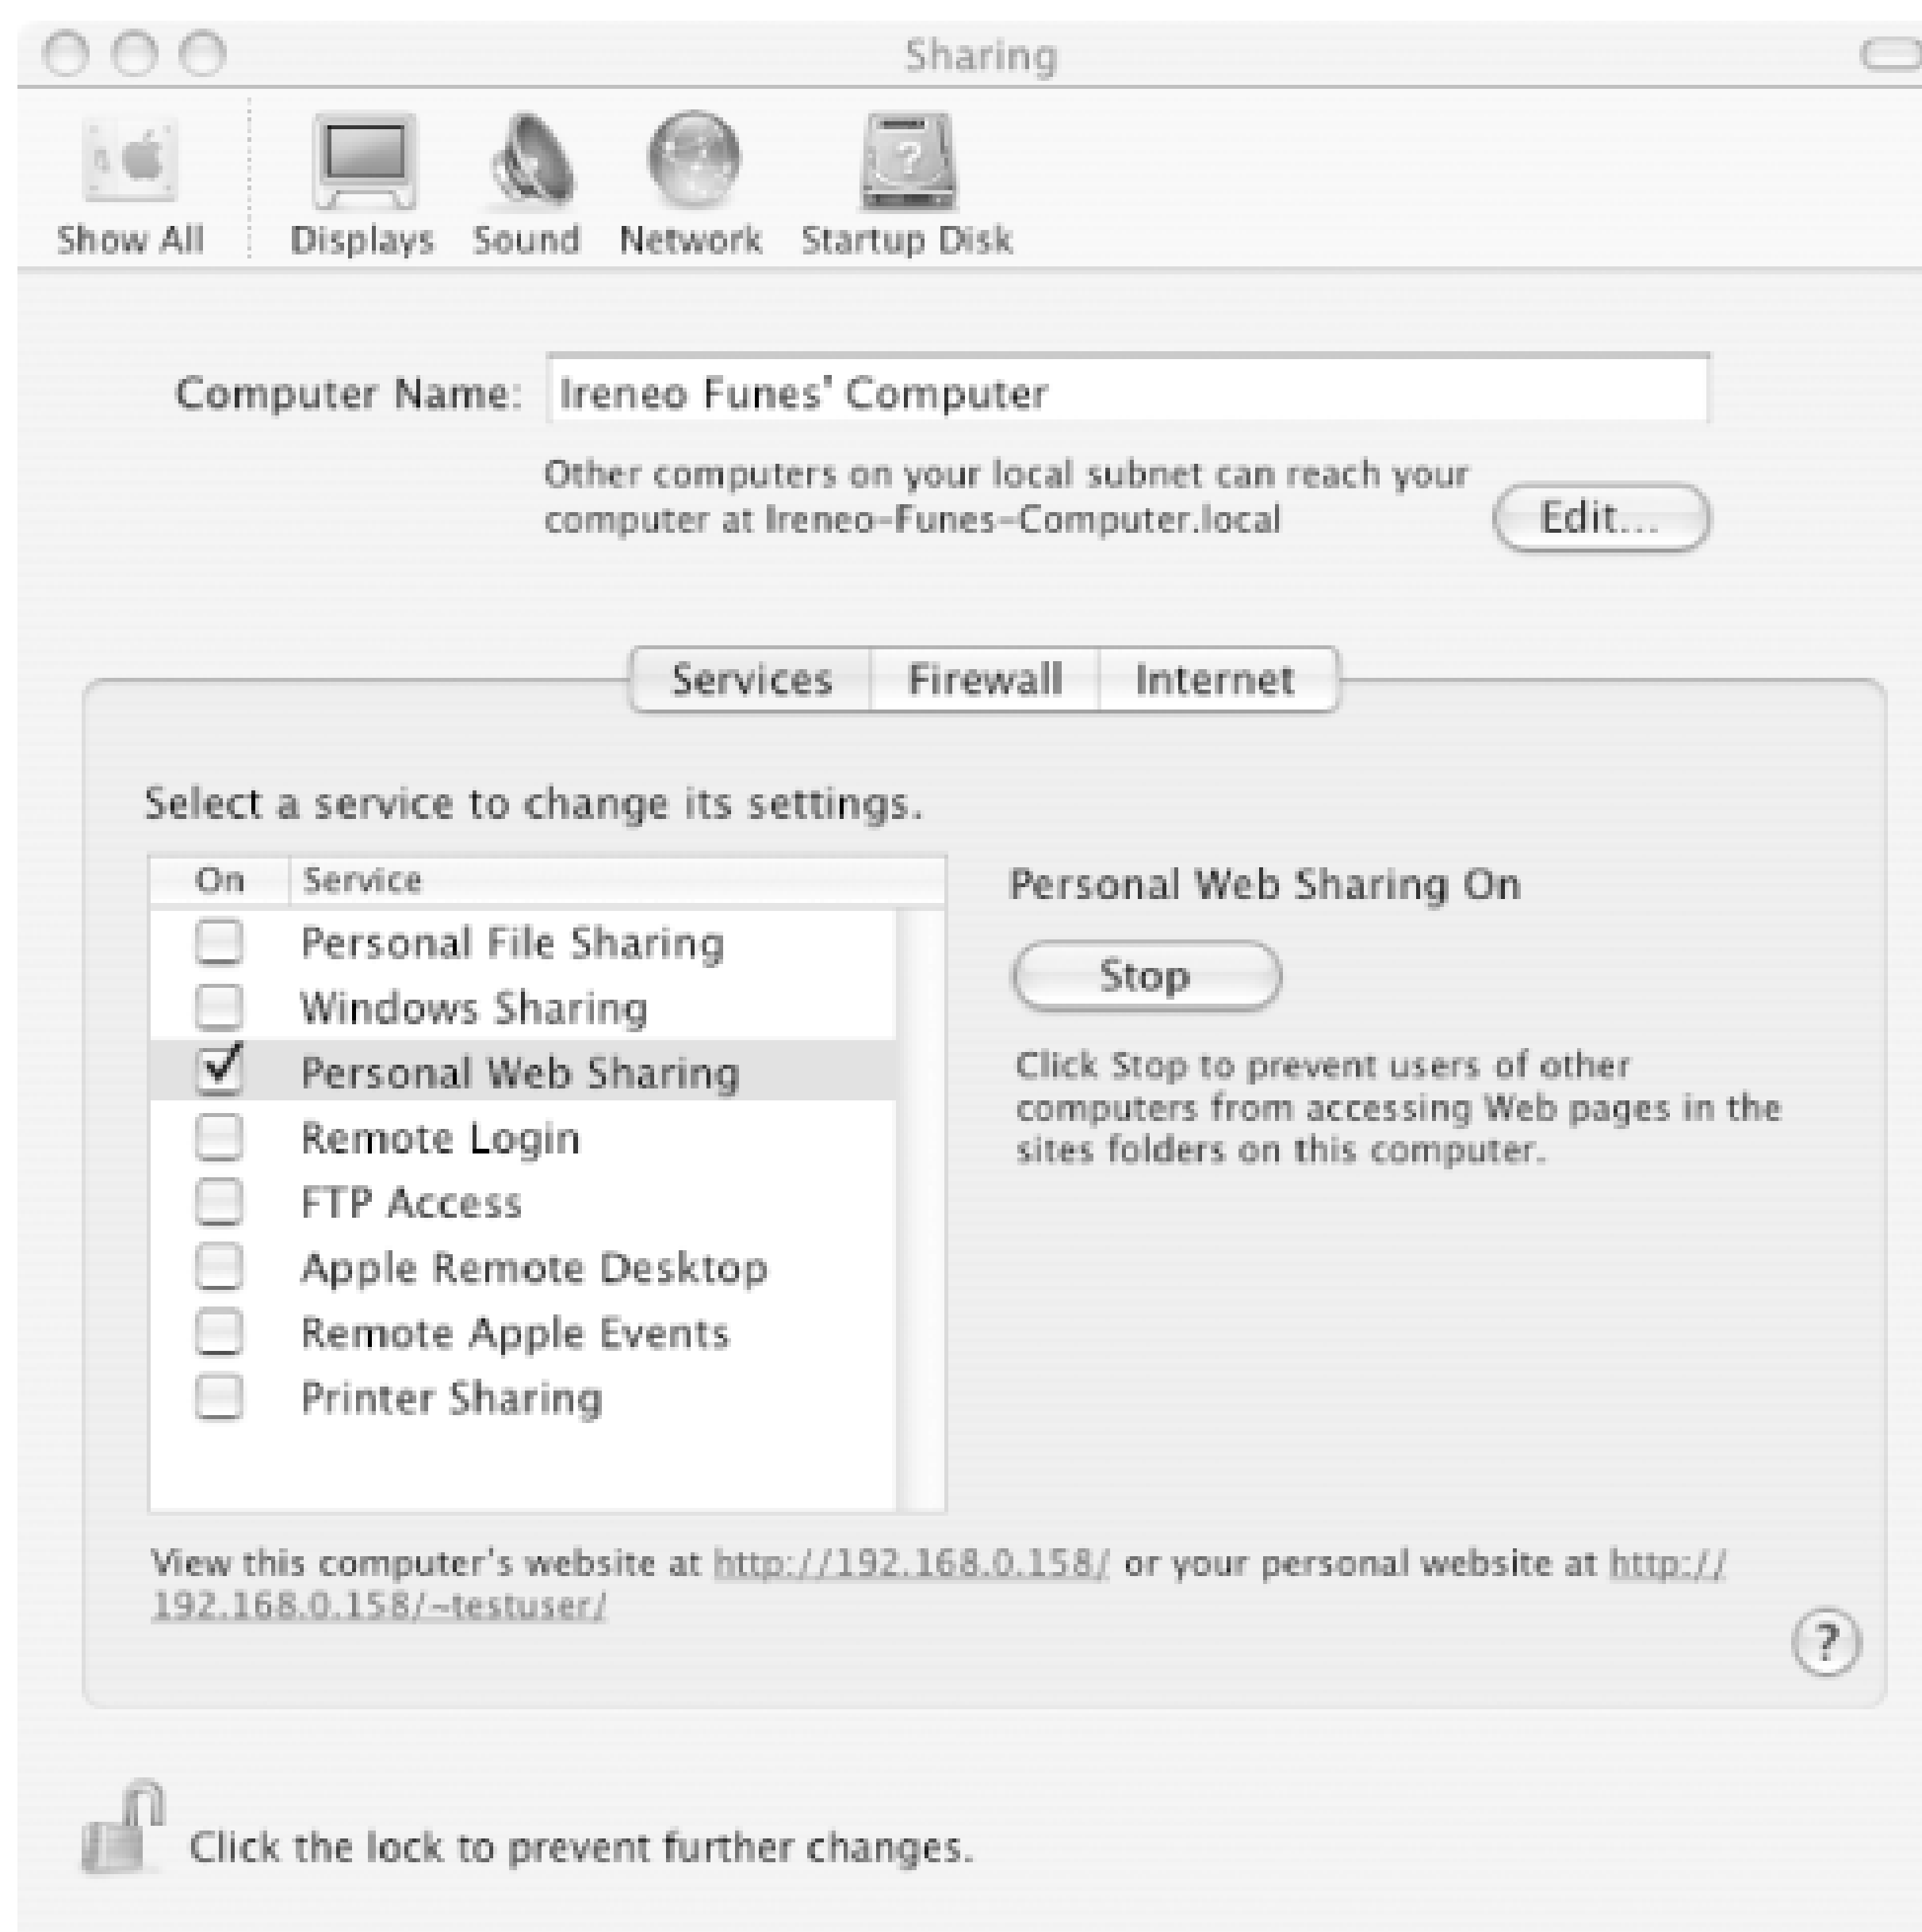 Sharing
Show All Displays Sound Network Startup Disk
Computer Name: Ireneo Funes' Computer
Other computers on your local subnet can reach your
computer at Ireneo-Funes-Computer.local
Edit...
Services Firewall Internet
Select a service to change its settings.
On Service
Personal File Sharing
Windows Sharing
Personal Web Sharing
Remote Login
FTP Access
Apple Remote Desktop
Remote Apple Events
Printer Sharing
Personal Web Sharing On
Stop
Click Stop to prevent users of other
computers from accessing Web pages in the
sites folders on this computer.
View this computer's website at http://192.168.0.158/ or your personal website at http://
192.168.0.158/~testuser/
?
Click the lock to prevent further changes.